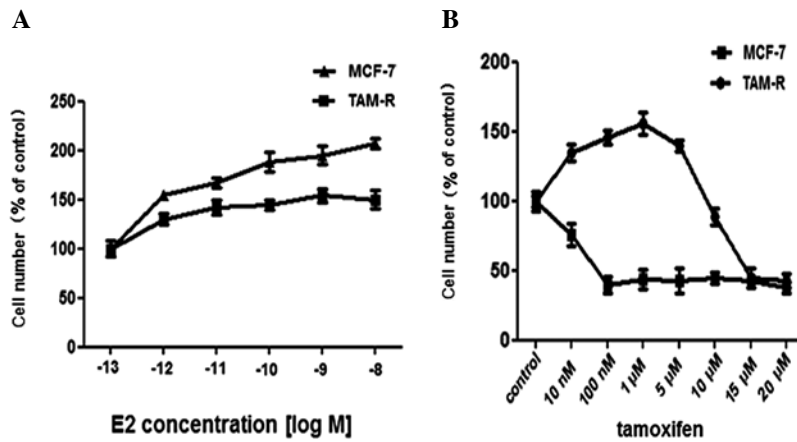 A
MCF-7
TAM-R
Cell number (% of control)
250
200
150
100
50
0
-13
-12
-11
-10
-9
-8
E2 concentration [log M]
B
MCF-7
TAM-R
Cell number (% of control)
200
150
100
50
0
control
10 nM
100 nM
1 µM
5 µM
10 µM
15 µM
20 µM
tamoxifen